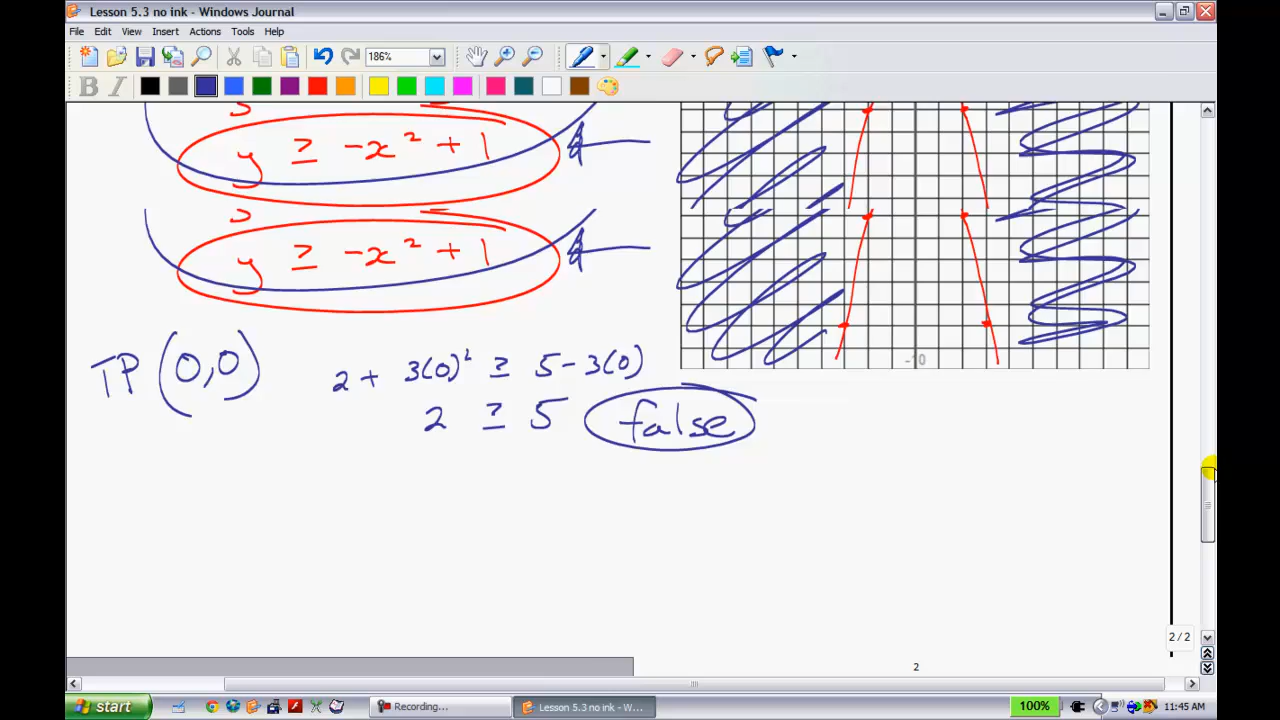 Lesson 5.3 no ink - Windows Journal
File Edit View Insert Actions Tools Help
186%
B I
y ≥ -x² + 1
y ≥ -x² + 1
-10
TP (0,0) 2 + 3(0)² ≥ 5 - 3(0)
2 ≥ 5 false
2 / 2
2
start Recording... Lesson 5.3 no ink - W... 100% 11:45 AM